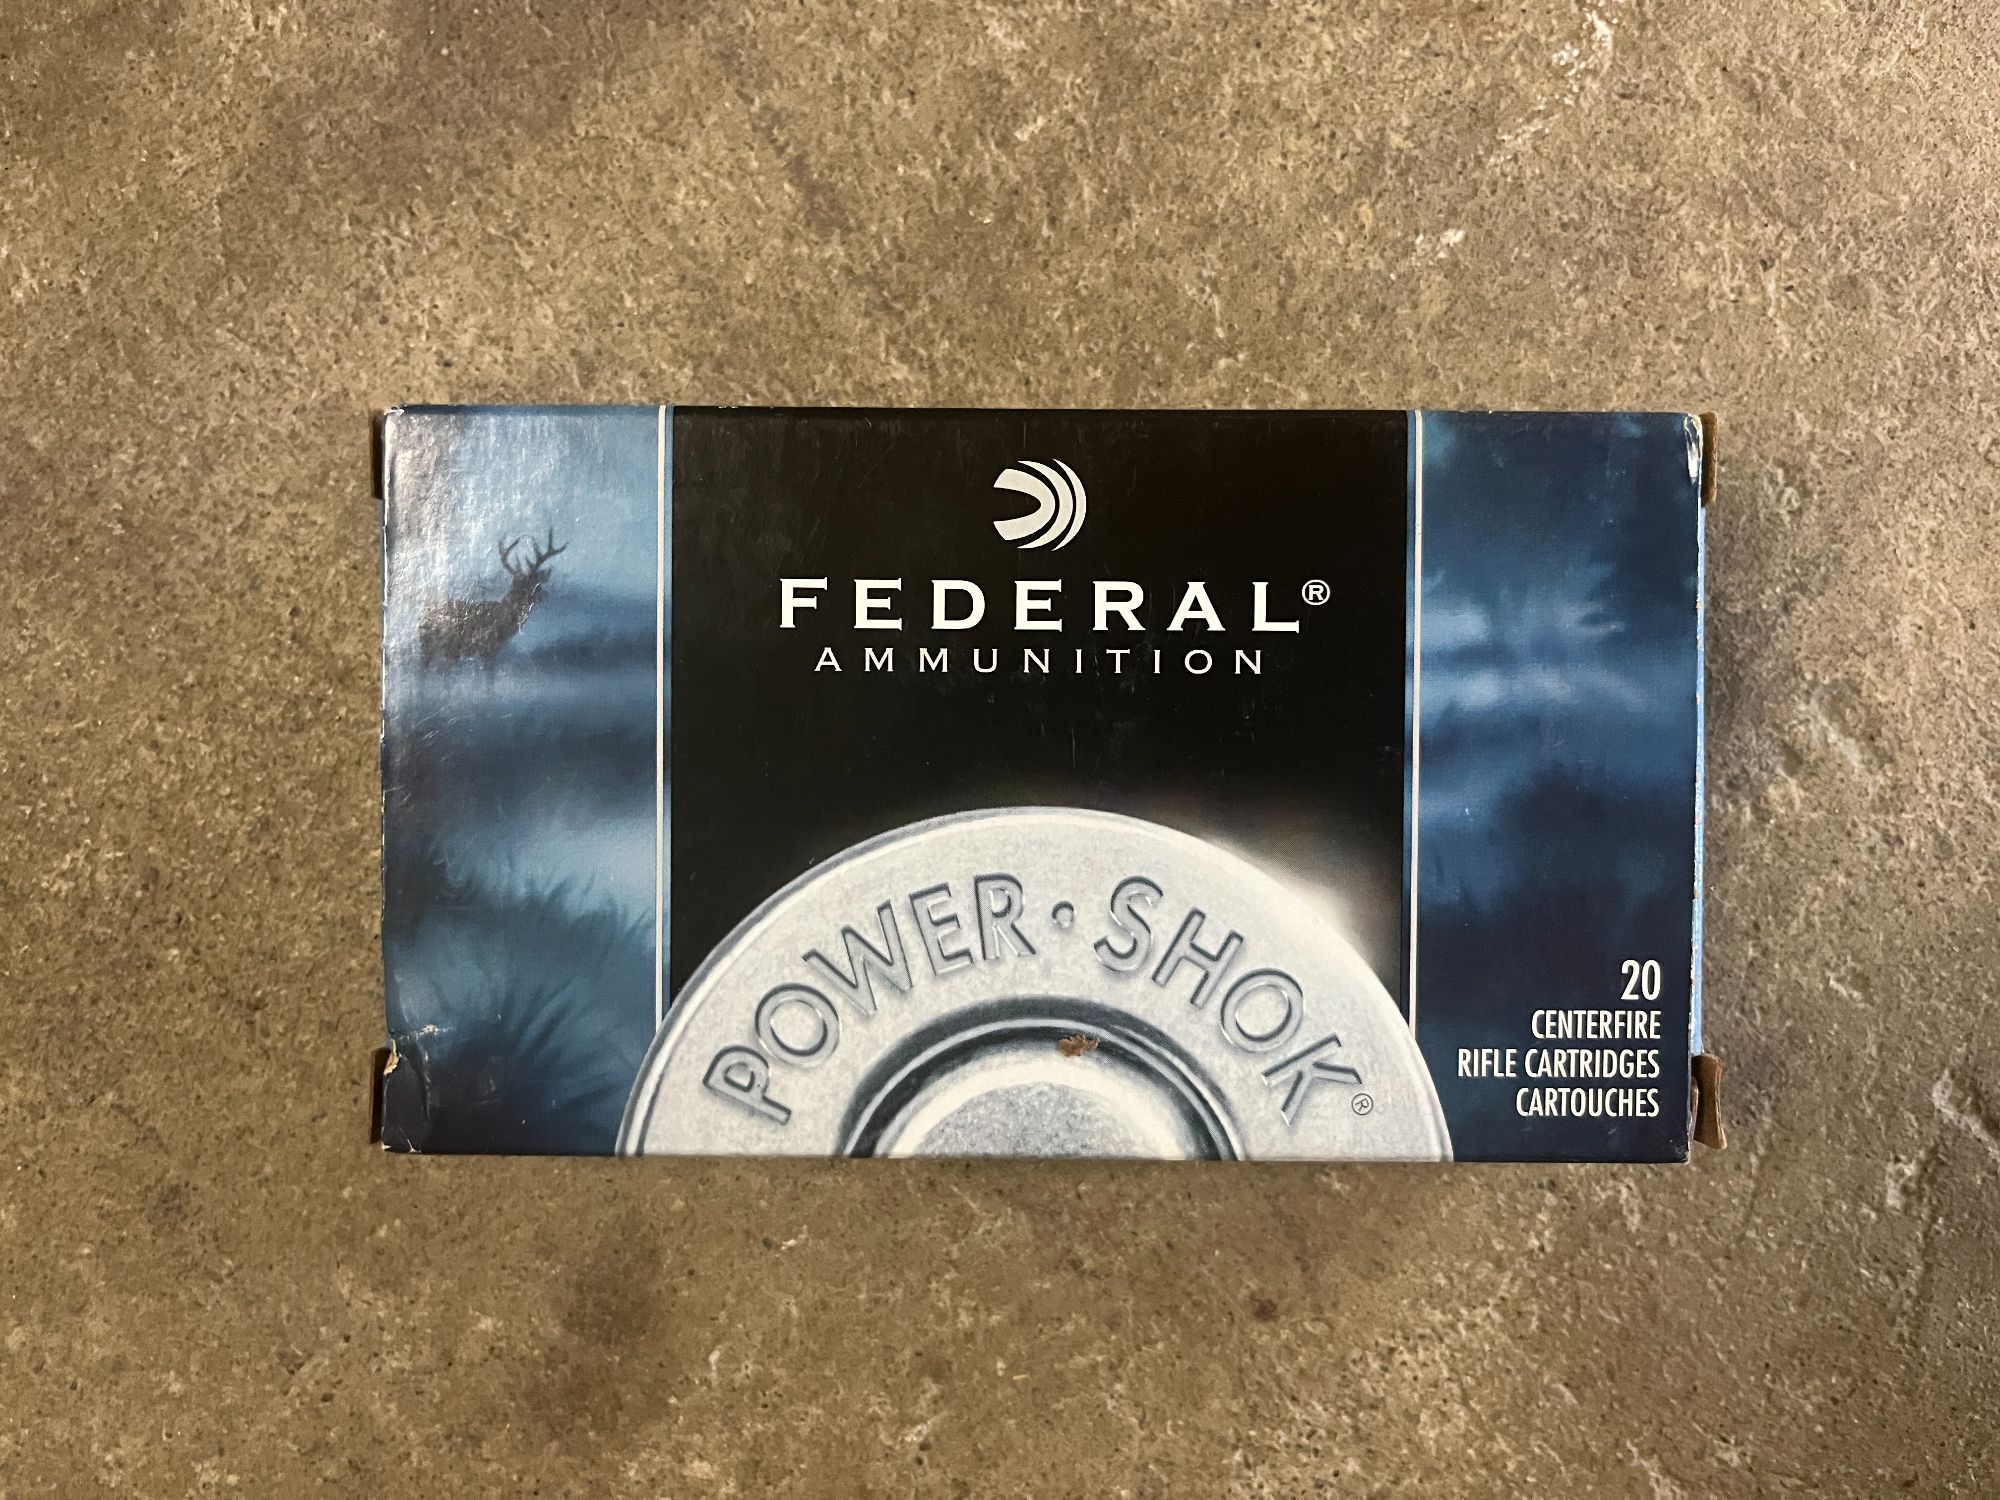 FEDERAL®
AMMUNITION
POWER·SHOK®
20
CENTERFIRE
RIFLE CARTRIDGES
CARTOUCHES